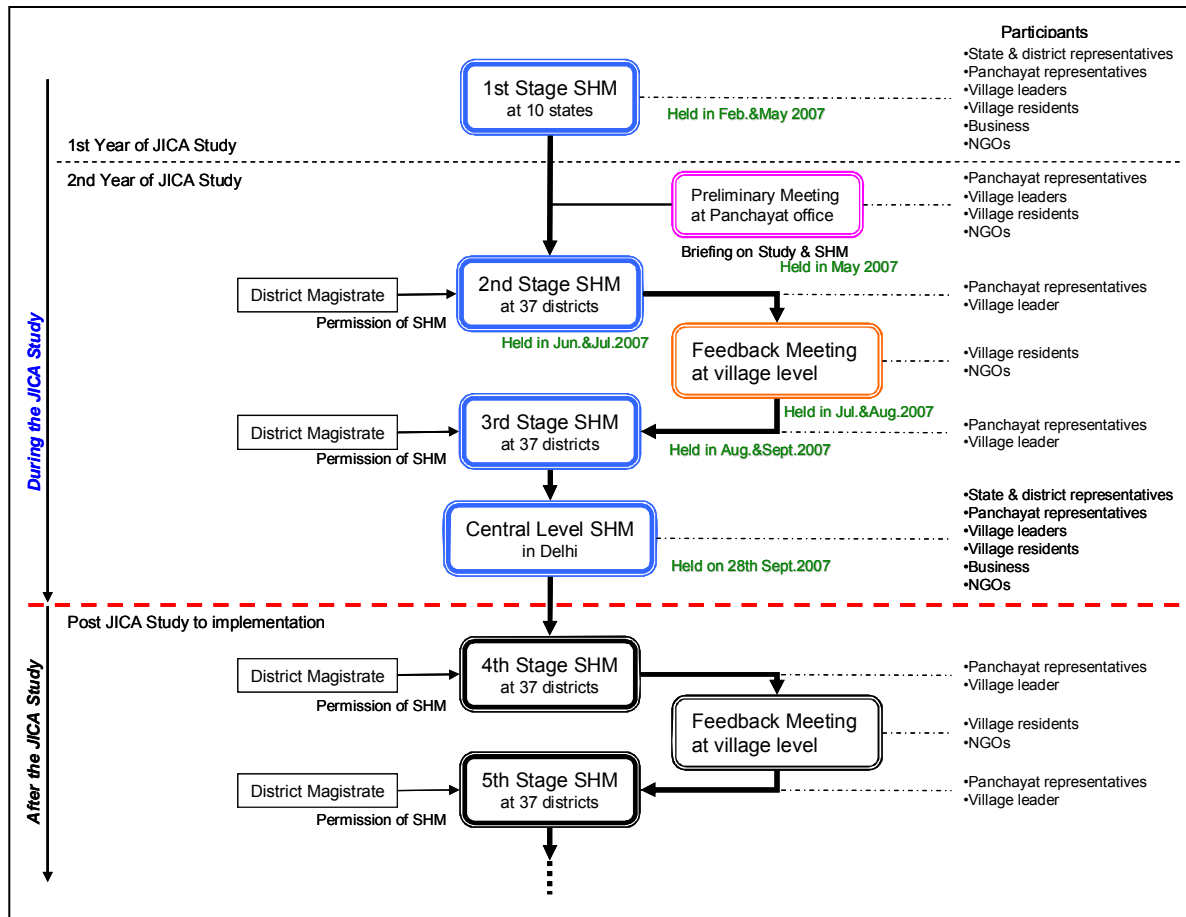 Participants
•State & district representatives
•Panchayat representatives
•Village leaders
•Village residents
•Business
•NGOs
1st Stage SHM
at 10 states
Held in Feb.&May 2007
1st Year of JICA Study
2nd Year of JICA Study
Preliminary Meeting
at Panchayat office
•Panchayat representatives
•Village leaders
•Village residents
•NGOs
Briefing on Study & SHM
Held in May 2007
District Magistrate
Permission of SHM
2nd Stage SHM
at 37 districts
Held in Jun.&Jul.2007
•Panchayat representatives
•Village leader
Feedback Meeting
at village level
•Village residents
•NGOs
Held in Jul.&Aug.2007
District Magistrate
Permission of SHM
3rd Stage SHM
at 37 districts
Held in Aug.&Sept.2007
•Panchayat representatives
•Village leader
During the JICA Study
Central Level SHM
in Delhi
Held on 28th Sept.2007
•State & district representatives
•Panchayat representatives
•Village leaders
•Village residents
•Business
•NGOs
Post JICA Study to implementation
After the JICA Study
District Magistrate
Permission of SHM
4th Stage SHM
at 37 districts
•Panchayat representatives
•Village leader
Feedback Meeting
at village level
•Village residents
•NGOs
District Magistrate
Permission of SHM
5th Stage SHM
at 37 districts
•Panchayat representatives
•Village leader